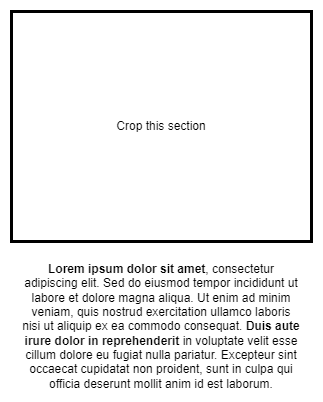 Crop this section
Lorem ipsum dolor sit amet, consectetur
adipiscing elit. Sed do eiusmod tempor incididunt ut
labore et dolore magna aliqua. Ut enim ad minim
veniam, quis nostrud exercitation ullamco laboris
nisi ut aliquip ex ea commodo consequat. Duis aute
irure dolor in reprehenderit in voluptate velit esse
cillum dolore eu fugiat nulla pariatur. Excepteur sint
occaecat cupidatat non proident, sunt in culpa qui
officia deserunt mollit anim id est laborum.